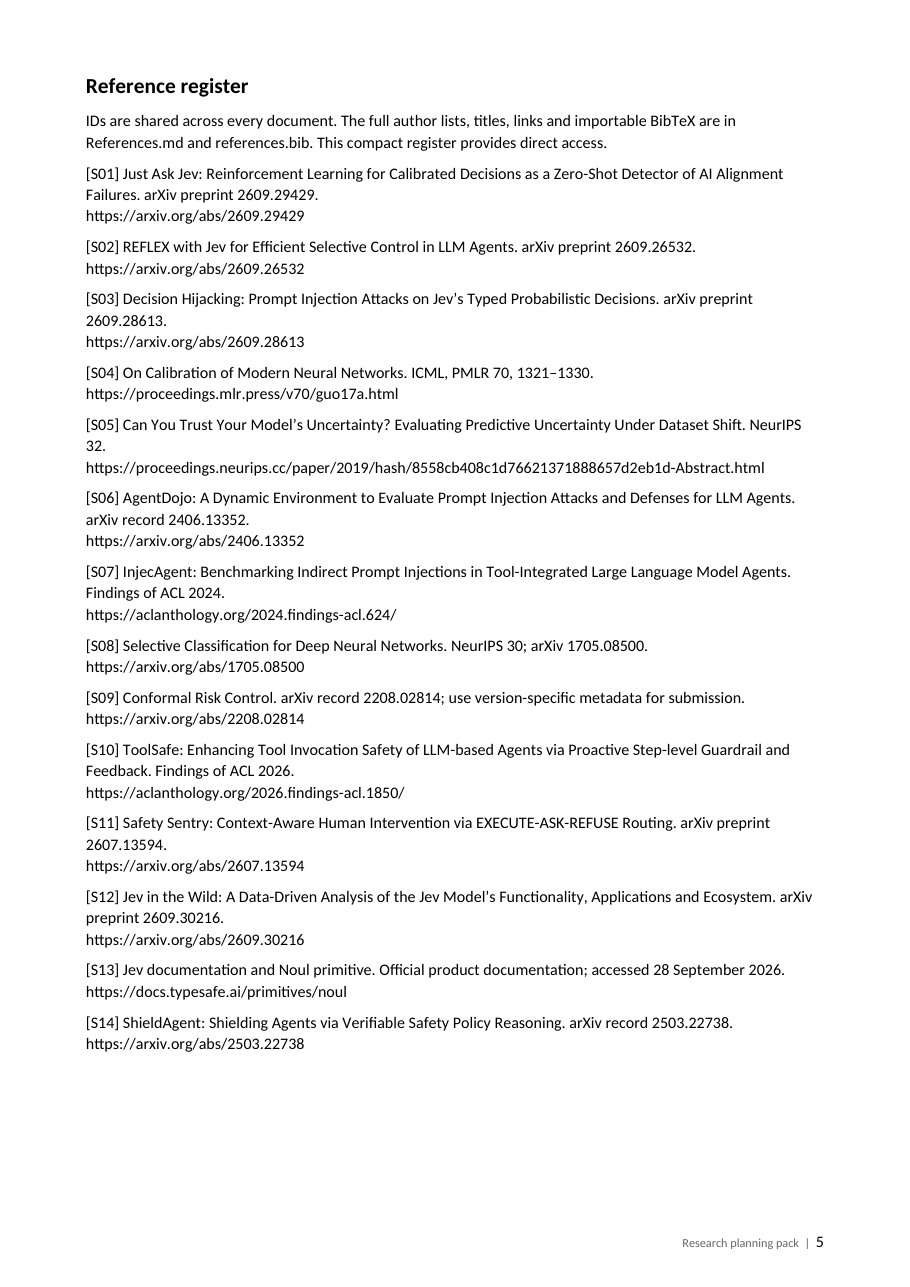 Reference register
IDs are shared across every document. The full author lists, titles, links and importable BibTeX are in
References.md and references.bib. This compact register provides direct access.
[S01] Just Ask Jev: Reinforcement Learning for Calibrated Decisions as a Zero-Shot Detector of AI Alignment
Failures. arXiv preprint 2609.29429.
https://arxiv.org/abs/2609.29429
[S02] REFLEX with Jev for Efficient Selective Control in LLM Agents. arXiv preprint 2609.26532.
https://arxiv.org/abs/2609.26532
[S03] Decision Hijacking: Prompt Injection Attacks on Jev’s Typed Probabilistic Decisions. arXiv preprint
2609.28613.
https://arxiv.org/abs/2609.28613
[S04] On Calibration of Modern Neural Networks. ICML, PMLR 70, 1321–1330.
https://proceedings.mlr.press/v70/guo17a.html
[S05] Can You Trust Your Model’s Uncertainty? Evaluating Predictive Uncertainty Under Dataset Shift. NeurIPS
32.
https://proceedings.neurips.cc/paper/2019/hash/8558cb408c1d76621371888657d2eb1d-Abstract.html
[S06] AgentDojo: A Dynamic Environment to Evaluate Prompt Injection Attacks and Defenses for LLM Agents.
arXiv record 2406.13352.
https://arxiv.org/abs/2406.13352
[S07] InjecAgent: Benchmarking Indirect Prompt Injections in Tool-Integrated Large Language Model Agents.
Findings of ACL 2024.
https://aclanthology.org/2024.findings-acl.624/
[S08] Selective Classification for Deep Neural Networks. NeurIPS 30; arXiv 1705.08500.
https://arxiv.org/abs/1705.08500
[S09] Conformal Risk Control. arXiv record 2208.02814; use version-specific metadata for submission.
https://arxiv.org/abs/2208.02814
[S10] ToolSafe: Enhancing Tool Invocation Safety of LLM-based Agents via Proactive Step-level Guardrail and
Feedback. Findings of ACL 2026.
https://aclanthology.org/2026.findings-acl.1850/
[S11] Safety Sentry: Context-Aware Human Intervention via EXECUTE-ASK-REFUSE Routing. arXiv preprint
2607.13594.
https://arxiv.org/abs/2607.13594
[S12] Jev in the Wild: A Data-Driven Analysis of the Jev Model’s Functionality, Applications and Ecosystem. arXiv
preprint 2609.30216.
https://arxiv.org/abs/2609.30216
[S13] Jev documentation and Noul primitive. Official product documentation; accessed 28 September 2026.
https://docs.typesafe.ai/primitives/noul
[S14] ShieldAgent: Shielding Agents via Verifiable Safety Policy Reasoning. arXiv record 2503.22738.
https://arxiv.org/abs/2503.22738
Research planning pack | 5